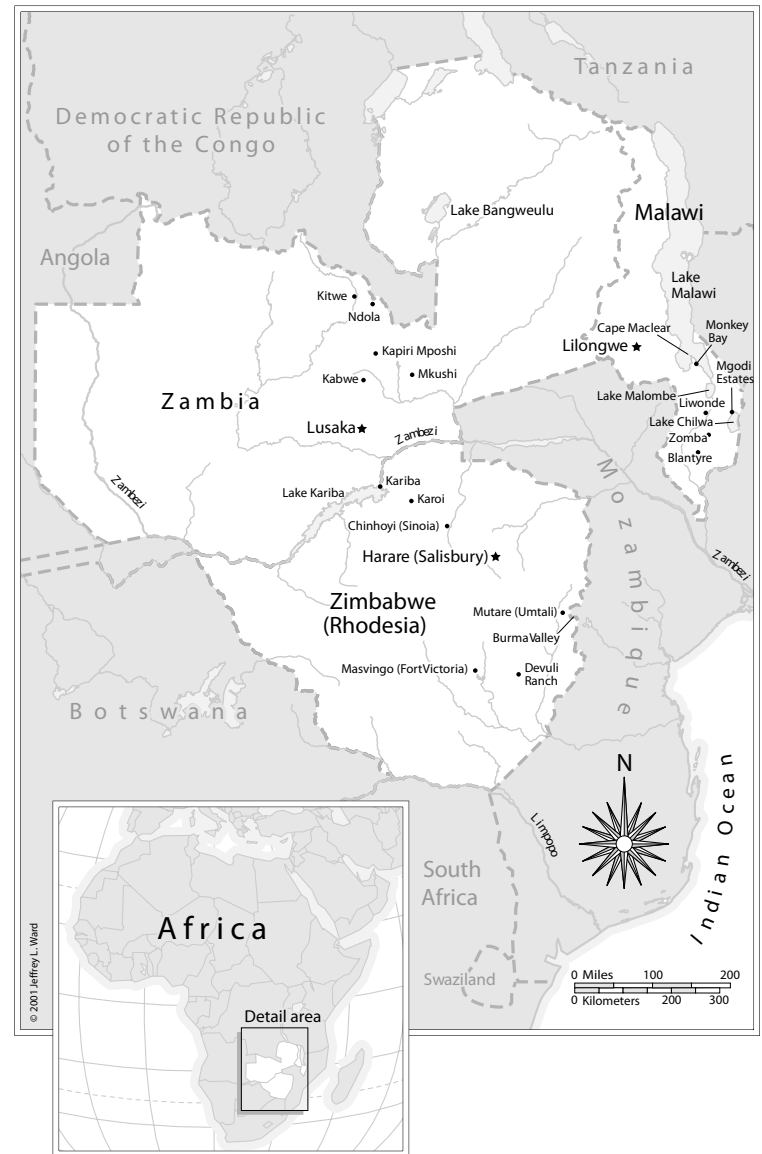 Tanzania
Democratic Republic
of the Congo
Lake Bangweulu
Malawi
Angola
Lake
Malawi
Kitwe
Ndola
Cape Maclear
Monkey
Bay
Lilongwe
Kapiri Mposhi
Mgodi
Estates
Kabwe
Mkushi
Zambia
Lake Malombe
Liwonde
Lake Chilwa
Lusaka
Zambezi
Zomba
Blantyre
Zambezi
Kariba
Lake Kariba
Karoi
Mozambique
Chinhoyi (Sinoia)
Harare (Salisbury)
Zambezi
Zimbabwe
(Rhodesia)
Mutare (Umtali)
Burma Valley
Masvingo (Fort Victoria)
Devuli
Ranch
Botswana
N
Indian Ocean
Limpopo
South
Africa
Swaziland
0 Miles 100 200
0 Kilometers 200 300
Africa
Detail area
© 2001 Jeffrey L. Ward